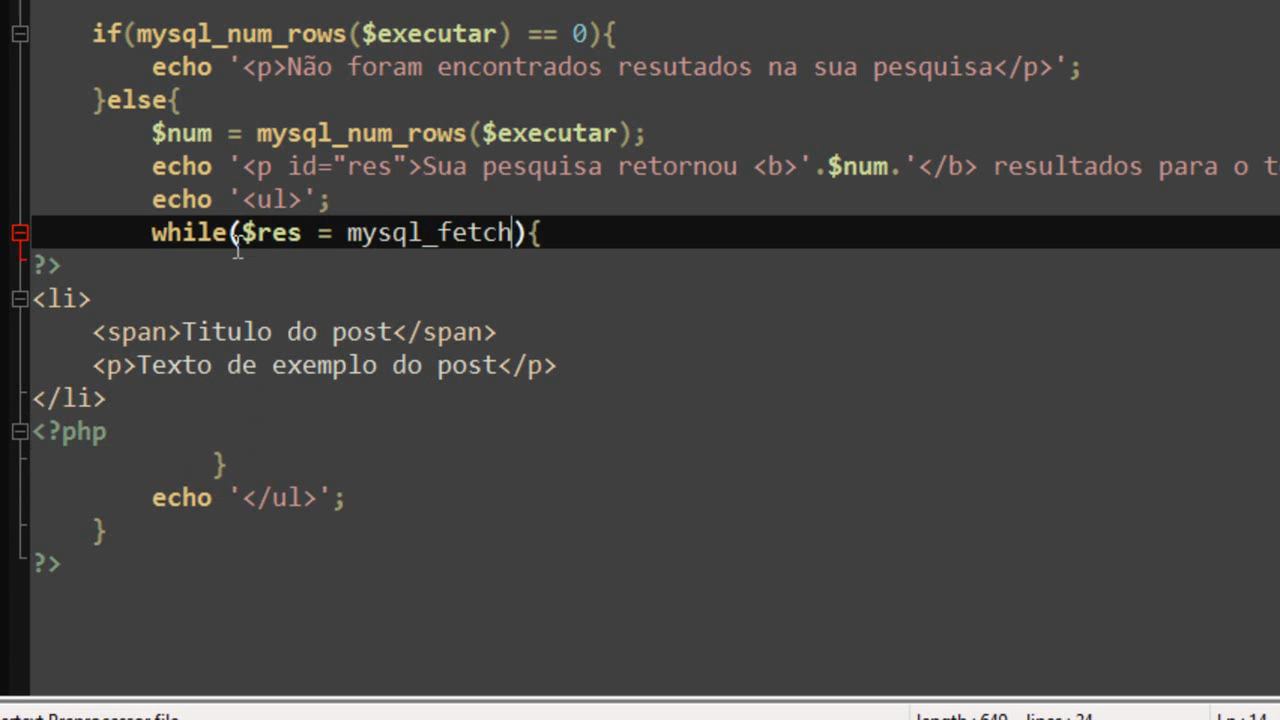 if(mysql_num_rows($executar) == 0){
echo '<p>Não foram encontrados resutados na sua pesquisa</p>';
}else{
$num = mysql_num_rows($executar);
echo '<p id="res">Sua pesquisa retornou <b>'.$num.'</b> resultados para o t
echo '<ul>';
while($res = mysql_fetch){
?>
<li>
<span>Titulo do post</span>
<p>Texto de exemplo do post</p>
</li>
<?php
}
echo '</ul>';
}
?>